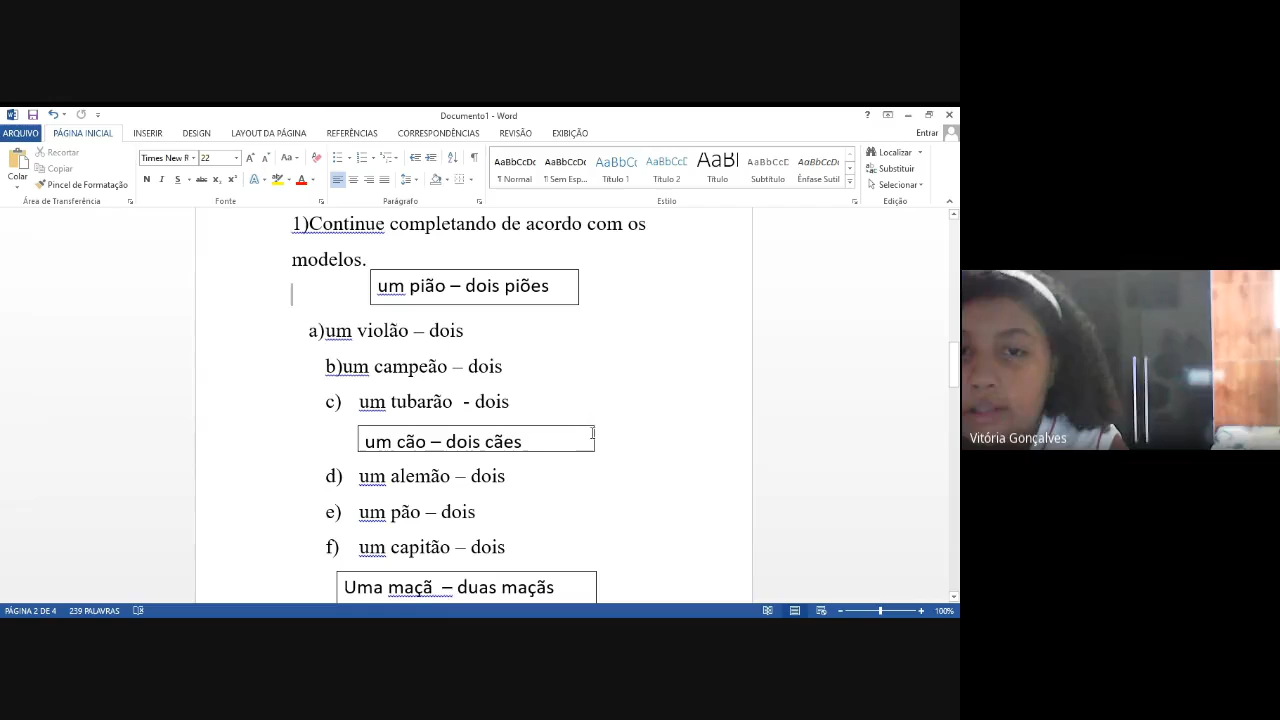 Documento1 - Word
ARQUIVO PÁGINA INICIAL INSERIR DESIGN LAYOUT DA PÁGINA REFERÊNCIAS CORRESPONDÊNCIAS REVISÃO EXIBIÇÃO Entrar
Colar Recortar Copiar Pincel de Formatação
Times New R 22
AaBbCcDc AaBbCcDc AaBbCc AaBbCcC AaBl AaBbCcC AaBbCcDc
¶ Normal ¶ Sem Esp... Título 1 Título 2 Título Subtítulo Ênfase Sutil
Localizar Substituir Selecionar
Área de Transferência Fonte Parágrafo Estilo Edição
1)Continue completando de acordo com os
modelos.
um pião – dois piões
a)um violão – dois
b)um campeão – dois
c) um tubarão - dois
um cão – dois cães
d) um alemão – dois
e) um pão – dois
f) um capitão – dois
Uma maçã – duas maçãs
PÁGINA 2 DE 4 239 PALAVRAS 100%
Vitória Gonçalves